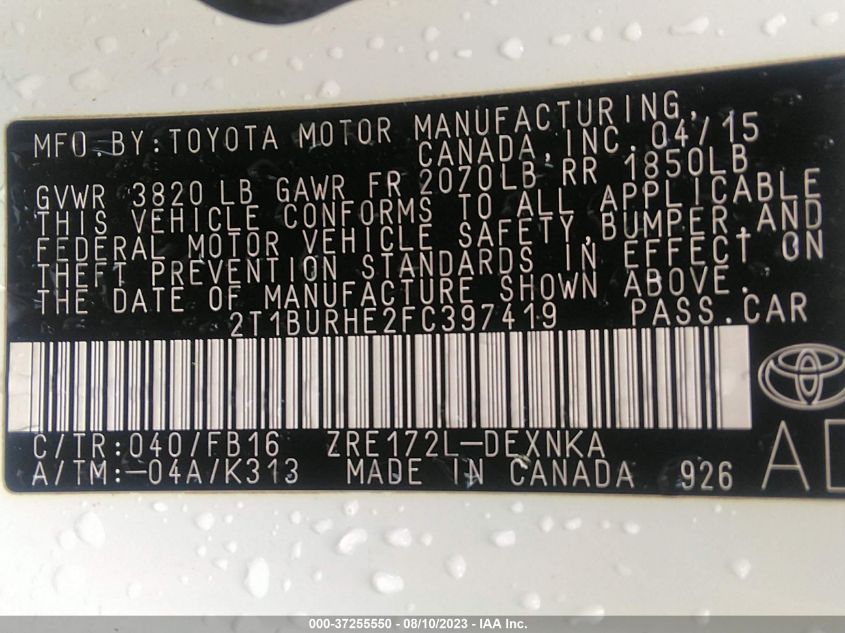 MFD.BY:TOYOTA MOTOR MANUFACTURING,
CANADA,INC. 04/15
GVWR 3820 LB GAWR FR 2070LB RR 1850LB
THIS VEHICLE CONFORMS TO ALL APPLICABLE
FEDERAL MOTOR VEHICLE SAFETY,BUMPER,AND
THEFT PREVENTION STANDARDS IN EFFECT ON
THE DATE OF MANUFACTURE SHOWN ABOVE.
2T1BURHE2FC397419 PASS.CAR
C/TR:040/FB16 ZRE172L-DEXNKA
A/TM:-04A/K313 MADE IN CANADA 926
000-37255550 - 08/10/2023 - IAA Inc.